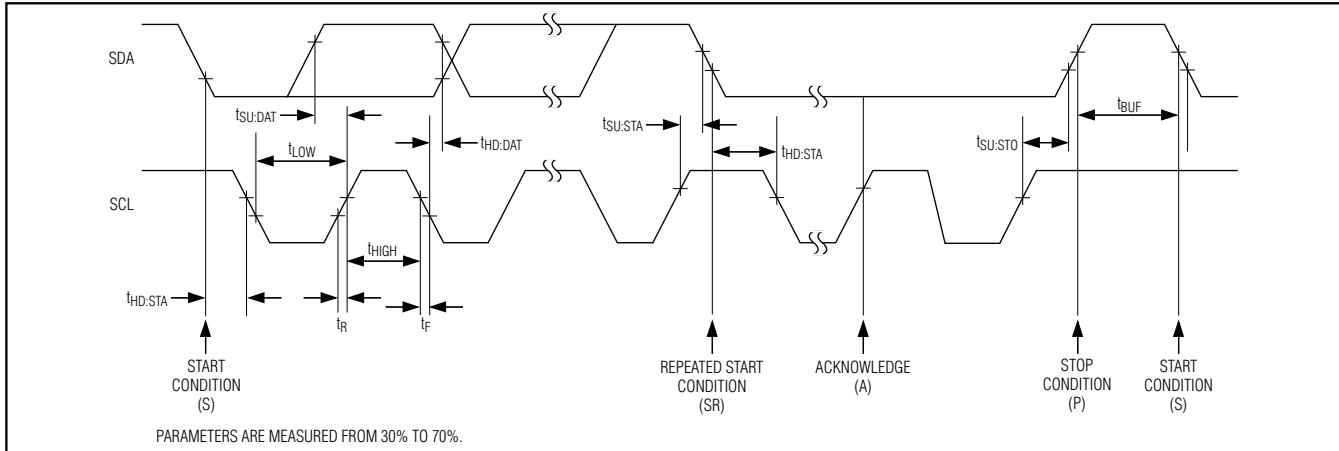 SDA
tSU:DAT
tLOW
tHD:DAT
tSU:STA
tHD:STA
tBUF
tSU:STO
SCL
tHIGH
tHD:STA
tR
tF
START
CONDITION
(S)
REPEATED START
CONDITION
(SR)
ACKNOWLEDGE
(A)
STOP
CONDITION
(P)
START
CONDITION
(S)
PARAMETERS ARE MEASURED FROM 30% TO 70%.